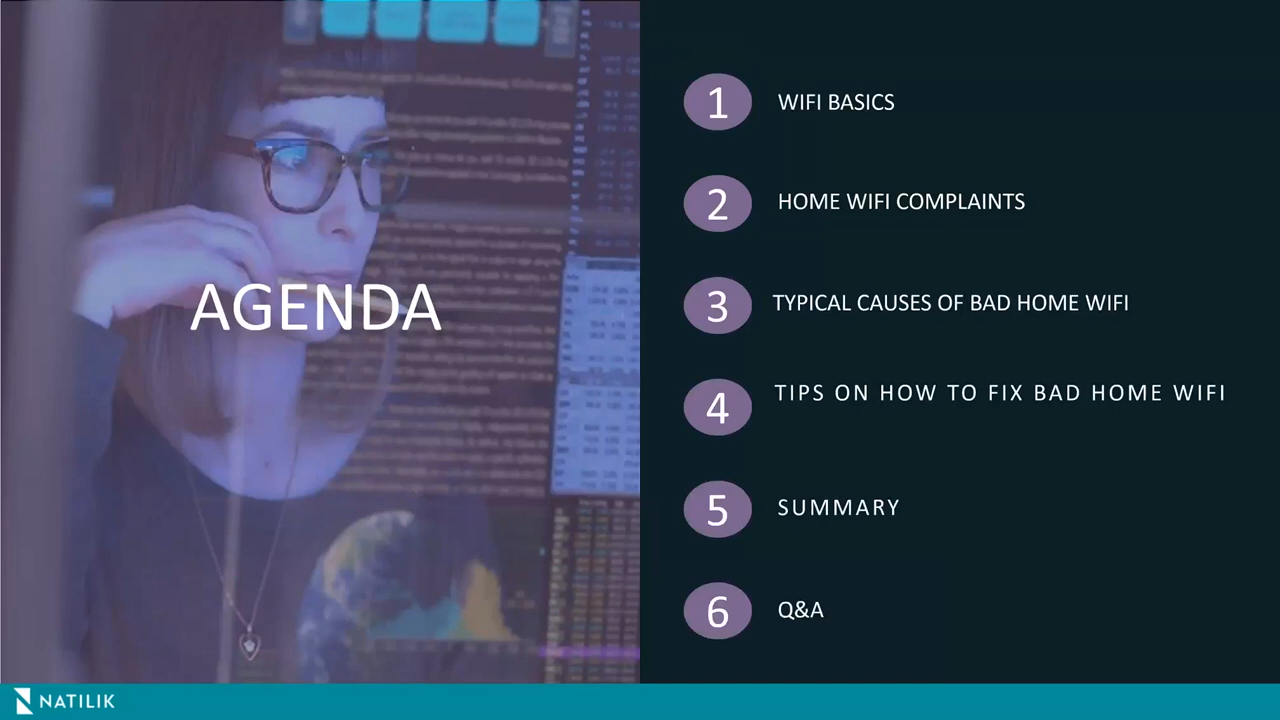 AGENDA
1 WIFI BASICS
2 HOME WIFI COMPLAINTS
3 TYPICAL CAUSES OF BAD HOME WIFI
4 TIPS ON HOW TO FIX BAD HOME WIFI
5 SUMMARY
6 Q&A
NATILIK